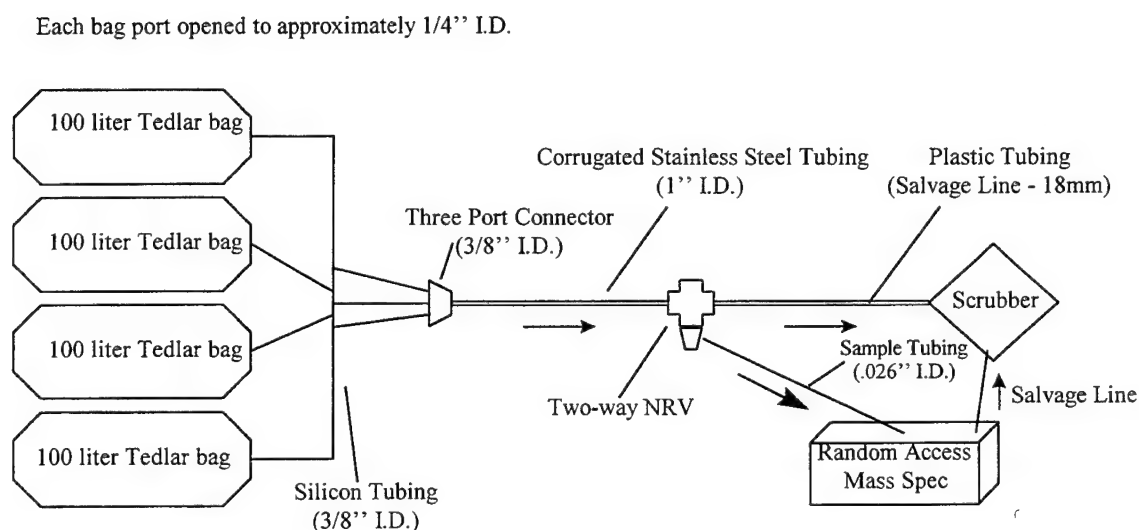 Each bag port opened to approximately 1/4’’ I.D.
100 liter Tedlar bag
100 liter Tedlar bag
100 liter Tedlar bag
100 liter Tedlar bag
Silicon Tubing
(3/8’’ I.D.)
Three Port Connector
(3/8’’ I.D.)
Corrugated Stainless Steel Tubing
(1’’ I.D.)
Plastic Tubing
(Salvage Line - 18mm)
Two-way NRV
Sample Tubing
(.026’’ I.D.)
Scrubber
Salvage Line
Random Access
Mass Spec